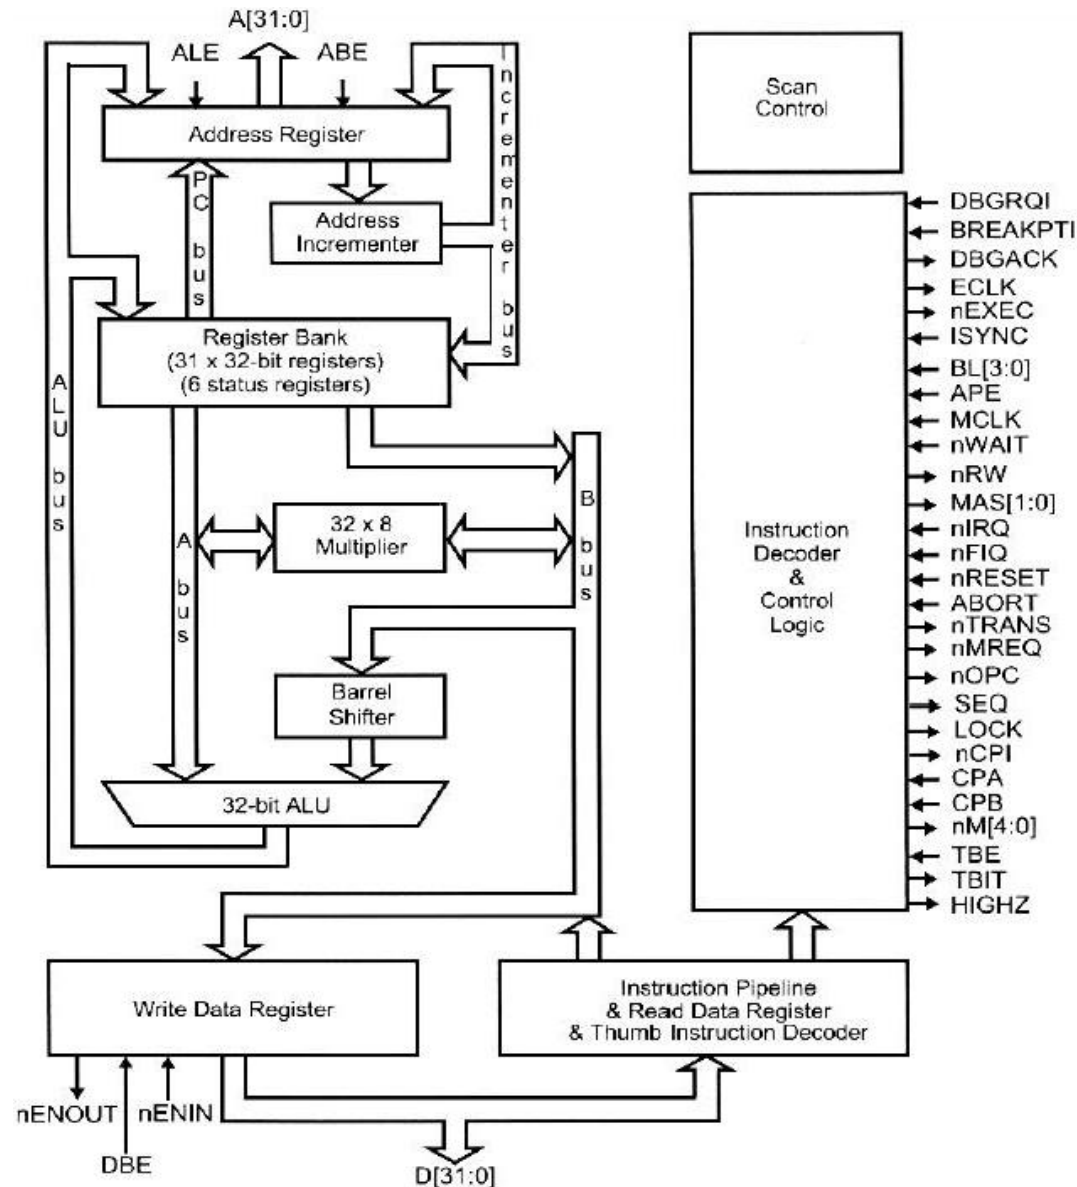 A[31:0]
ALE
ABE
Address Register
Incrementer bus
PC bus
Address
Incrementer
Register Bank
(31 x 32-bit registers)
(6 status registers)
ALU bus
A bus
B bus
32 x 8
Multiplier
Barrel
Shifter
32-bit ALU
Write Data Register
nENOUT
nENIN
DBE
D[31:0]
Instruction Pipeline
& Read Data Register
& Thumb Instruction Decoder
Scan
Control
Instruction
Decoder
&
Control
Logic
DBGRQI
BREAKPTI
DBGACK
ECLK
nEXEC
ISYNC
BL[3:0]
APE
MCLK
nWAIT
nRW
MAS[1:0]
nIRQ
nFIQ
nRESET
ABORT
nTRANS
nMREQ
nOPC
SEQ
LOCK
nCPI
CPA
CPB
nM[4:0]
TBE
TBIT
HIGHZ